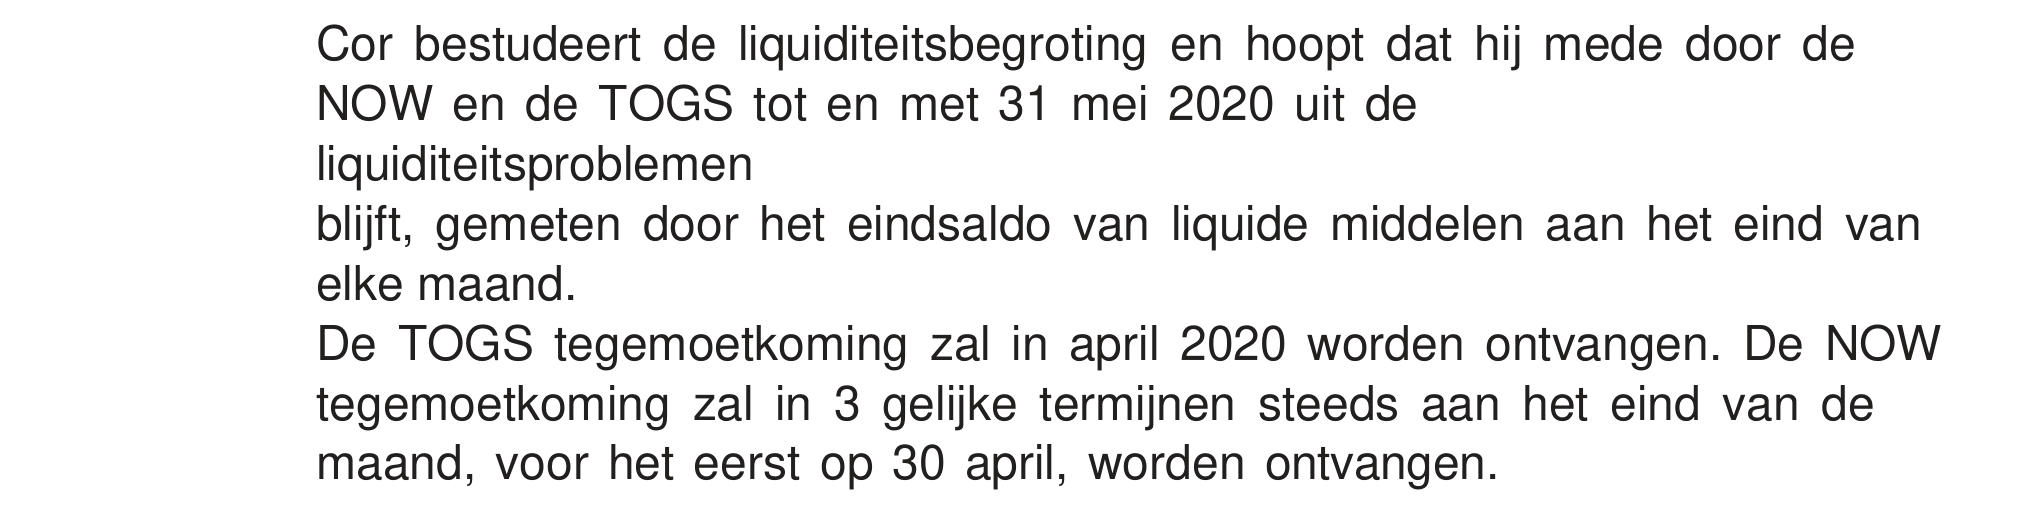 Cor bestudeert de liquiditeitsbegroting en hoopt dat hij mede door de
NOW en de TOGS tot en met 31 mei 2020 uit de
liquiditeitsproblemen
blijft, gemeten door het eindsaldo van liquide middelen aan het eind van
elke maand.
De TOGS tegemoetkoming zal in april 2020 worden ontvangen. De NOW
tegemoetkoming zal in 3 gelijke termijnen steeds aan het eind van de
maand, voor het eerst op 30 april, worden ontvangen.